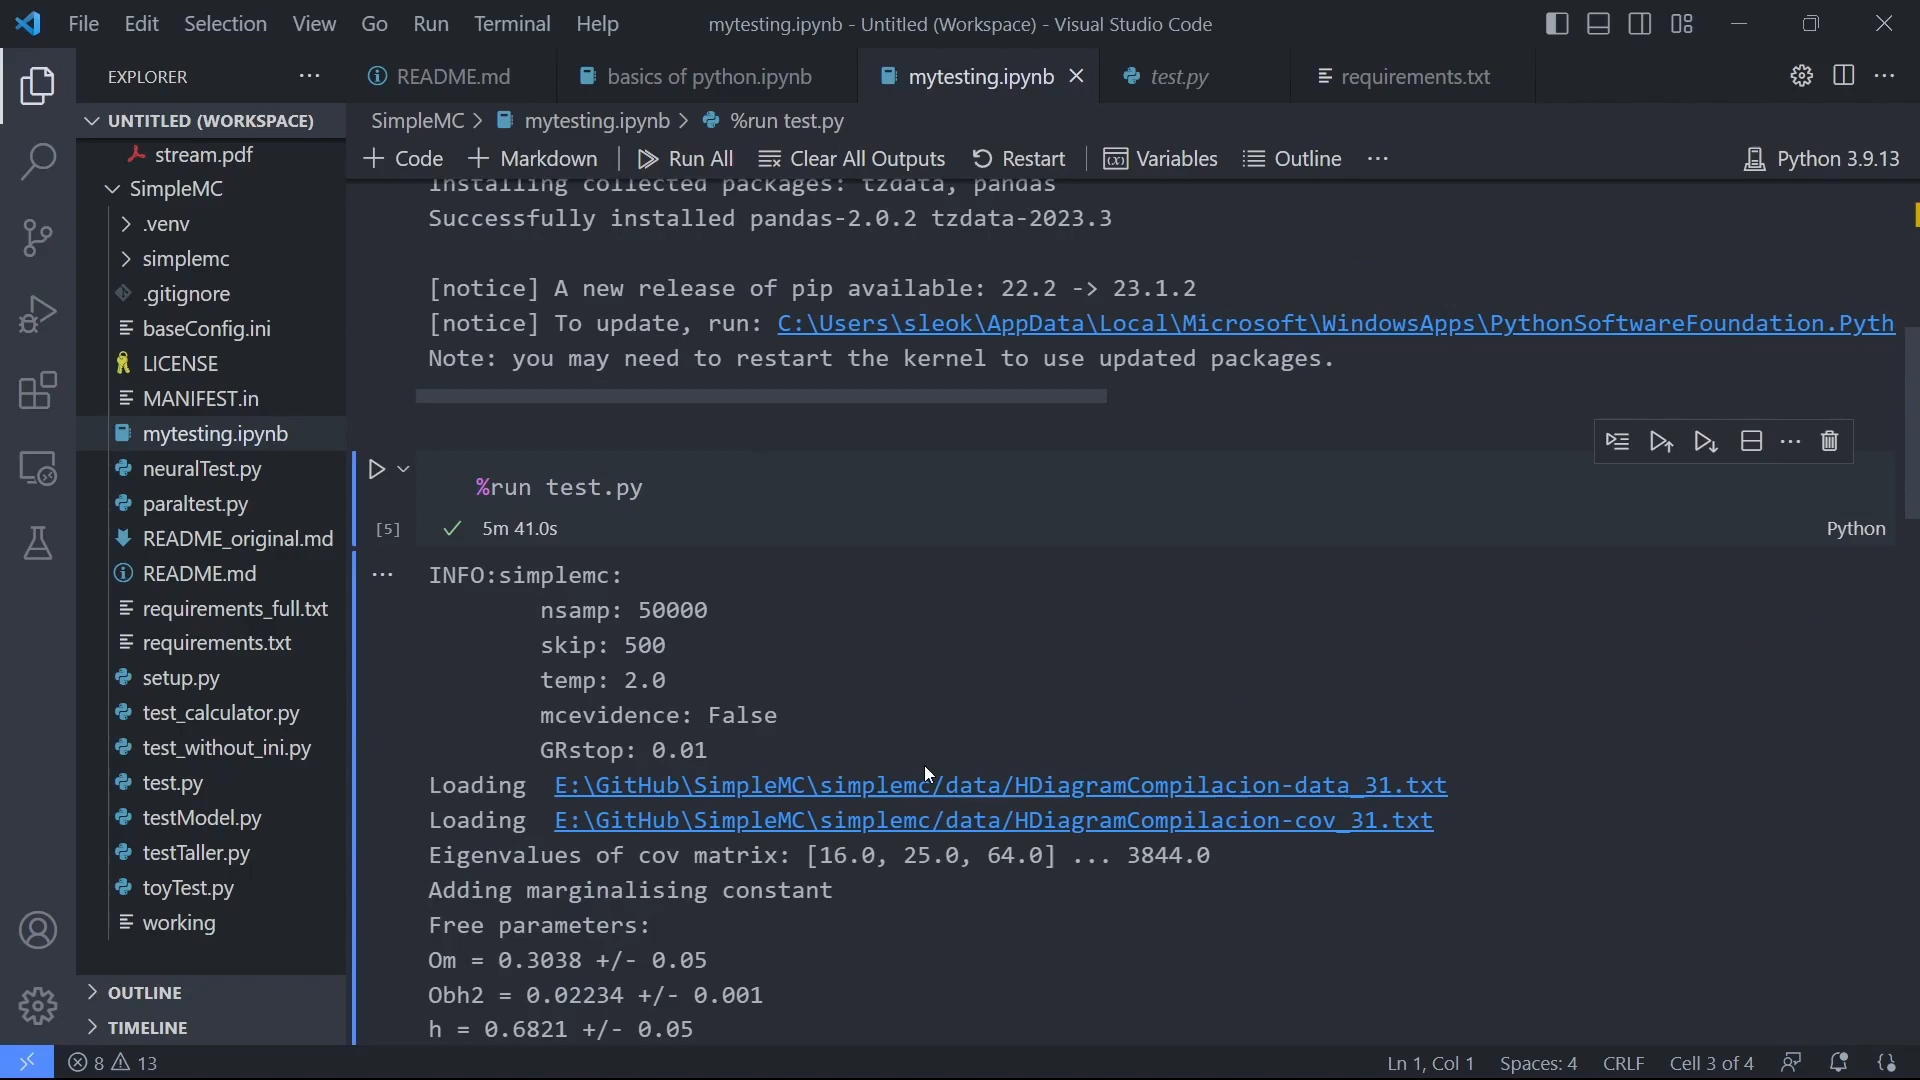 File Edit Selection View Go Run Terminal Help
mytesting.ipynb - Untitled (Workspace) - Visual Studio Code
EXPLORER
README.md
basics of python.ipynb
mytesting.ipynb
test.py
requirements.txt
UNTITLED (WORKSPACE)
stream.pdf
SimpleMC
.venv
simplemc
.gitignore
baseConfig.ini
LICENSE
MANIFEST.in
mytesting.ipynb
neuralTest.py
paraltest.py
README_original.md
README.md
requirements_full.txt
requirements.txt
setup.py
test_calculator.py
test_without_ini.py
test.py
testModel.py
testTaller.py
toyTest.py
working
OUTLINE
TIMELINE
SimpleMC > mytesting.ipynb > %run test.py
+ Code + Markdown Run All Clear All Outputs Restart Variables Outline ...
Python 3.9.13
Installing collected packages: tzdata, pandas
Successfully installed pandas-2.0.2 tzdata-2023.3
[notice] A new release of pip available: 22.2 -> 23.1.2
[notice] To update, run: C:\Users\sleok\AppData\Local\Microsoft\WindowsApps\PythonSoftwareFoundation.Pyth
Note: you may need to restart the kernel to use updated packages.
%run test.py
[5]
5m 41.0s
Python
INFO:simplemc:
nsamp: 50000
skip: 500
temp: 2.0
mcevidence: False
GRstop: 0.01
Loading E:\GitHub\SimpleMC\simplemc/data/HDiagramCompilacion-data_31.txt
Loading E:\GitHub\SimpleMC\simplemc/data/HDiagramCompilacion-cov_31.txt
Eigenvalues of cov matrix: [16.0, 25.0, 64.0] ... 3844.0
Adding marginalising constant
Free parameters:
Om = 0.3038 +/- 0.05
Obh2 = 0.02234 +/- 0.001
h = 0.6821 +/- 0.05
8 13
Ln 1, Col 1 Spaces: 4 CRLF Cell 3 of 4